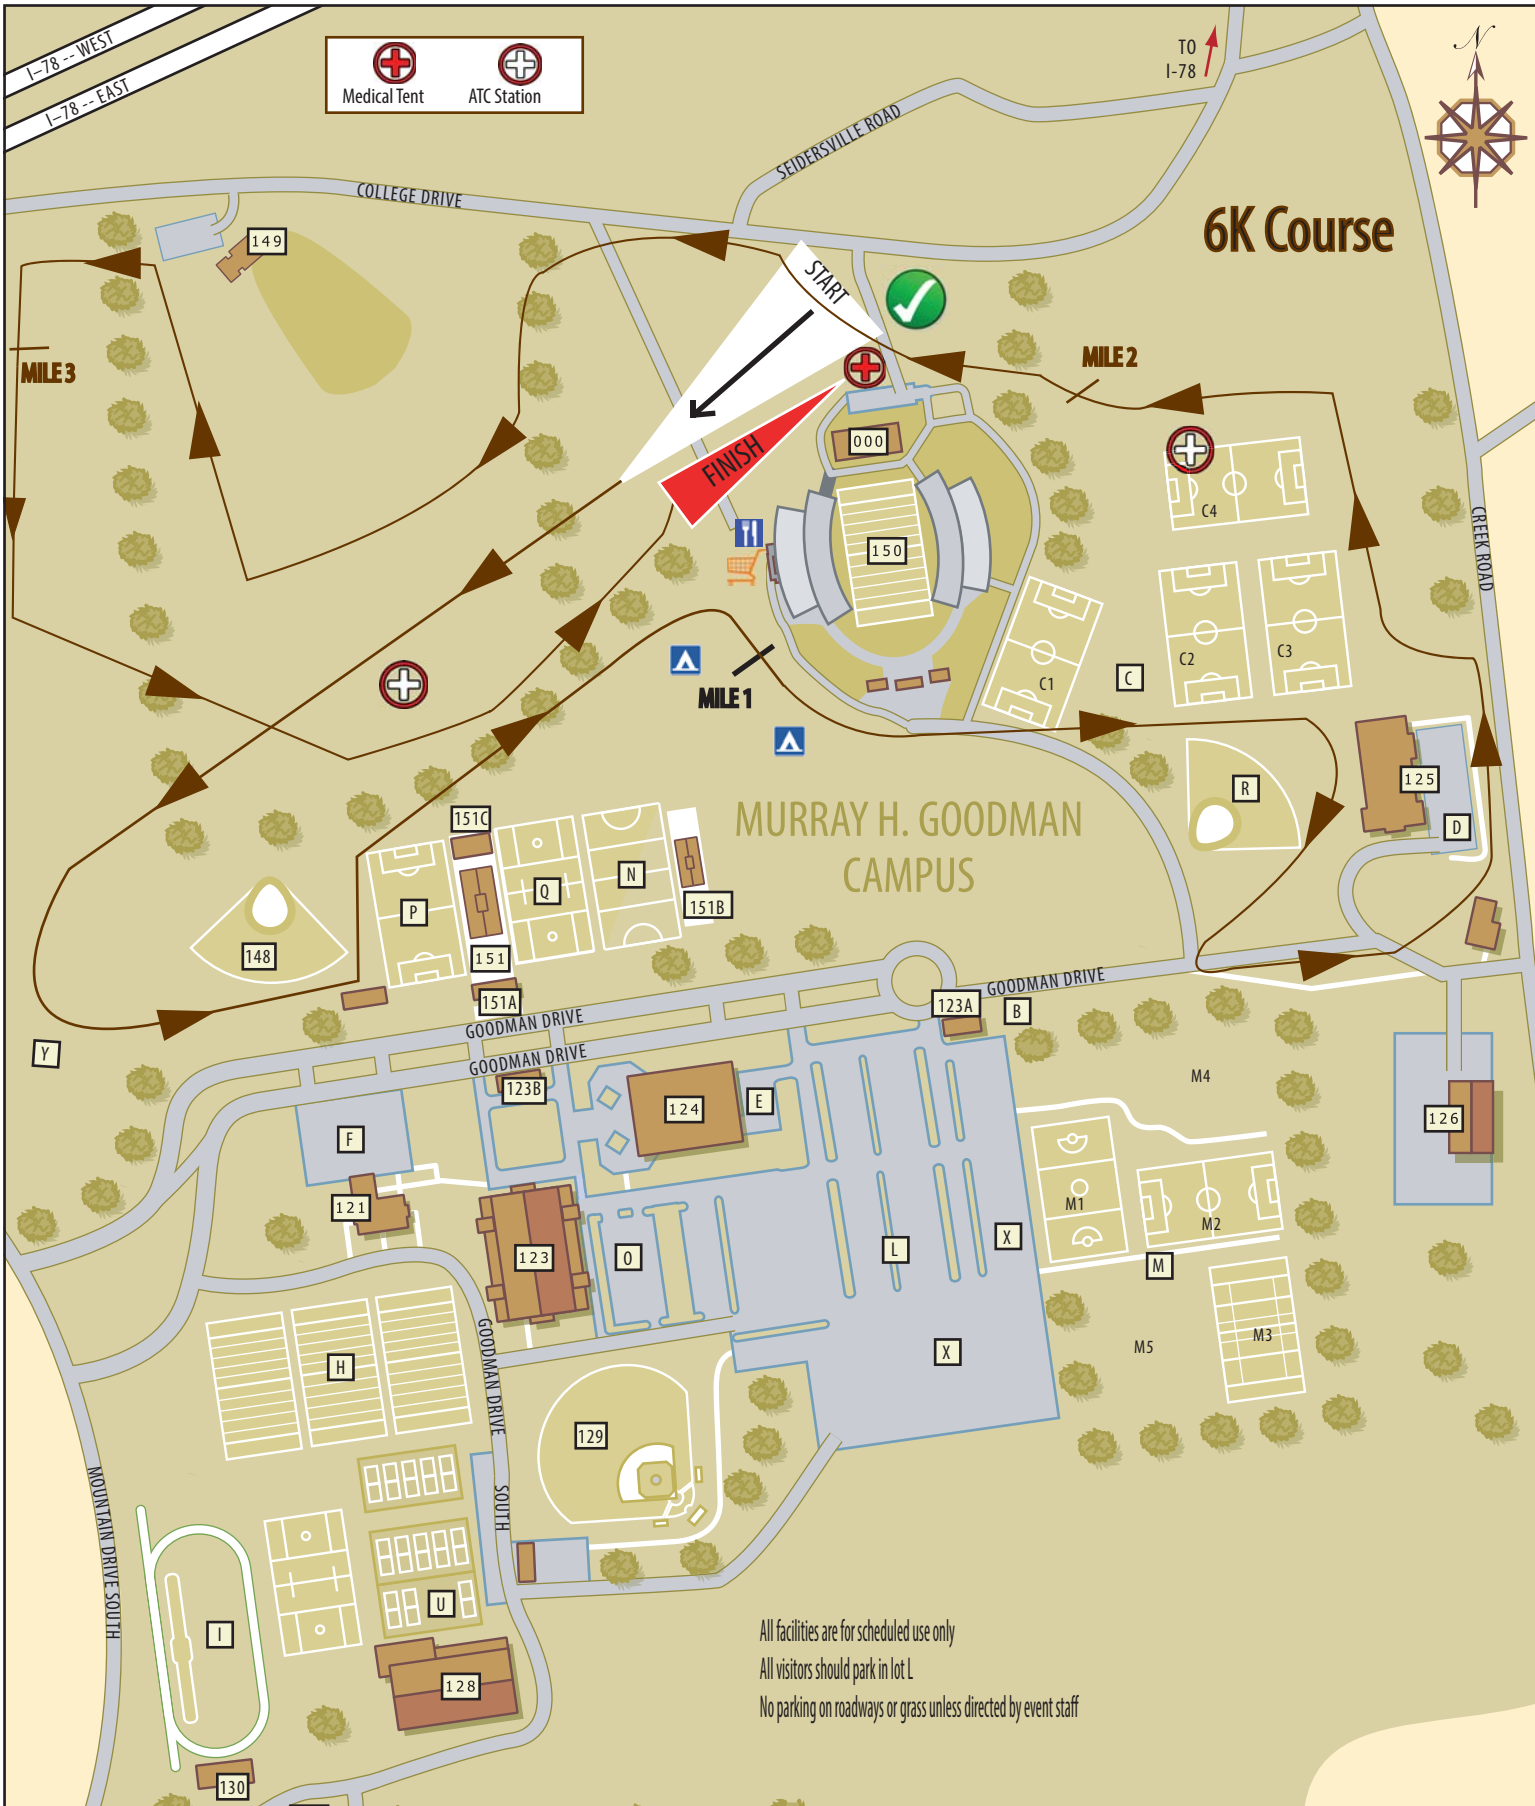 I-78 -- WEST
I-78 -- EAST
Medical Tent
ATC Station
TO
I-78
N
SEIDERSVILLE ROAD
COLLEGE DRIVE
6K Course
149
START
MILE 3
MILE 2
FINISH
000
C4
CREEK ROAD
150
C2
C3
C1
C
MILE 1
125
R
D
MURRAY H. GOODMAN
CAMPUS
151C
P
Q
N
151B
148
151
151A
GOODMAN DRIVE
123A
B
GOODMAN DRIVE
GOODMAN DRIVE
Y
123B
124
E
M4
126
F
121
M1
M2
123
O
L
X
M
H
GOODMAN DRIVE
X
M5
M3
129
MOUNTAIN DRIVE SOUTH
SOUTH
U
I
128
130
All facilities are for scheduled use only
All visitors should park in lot L
No parking on roadways or grass unless directed by event staff